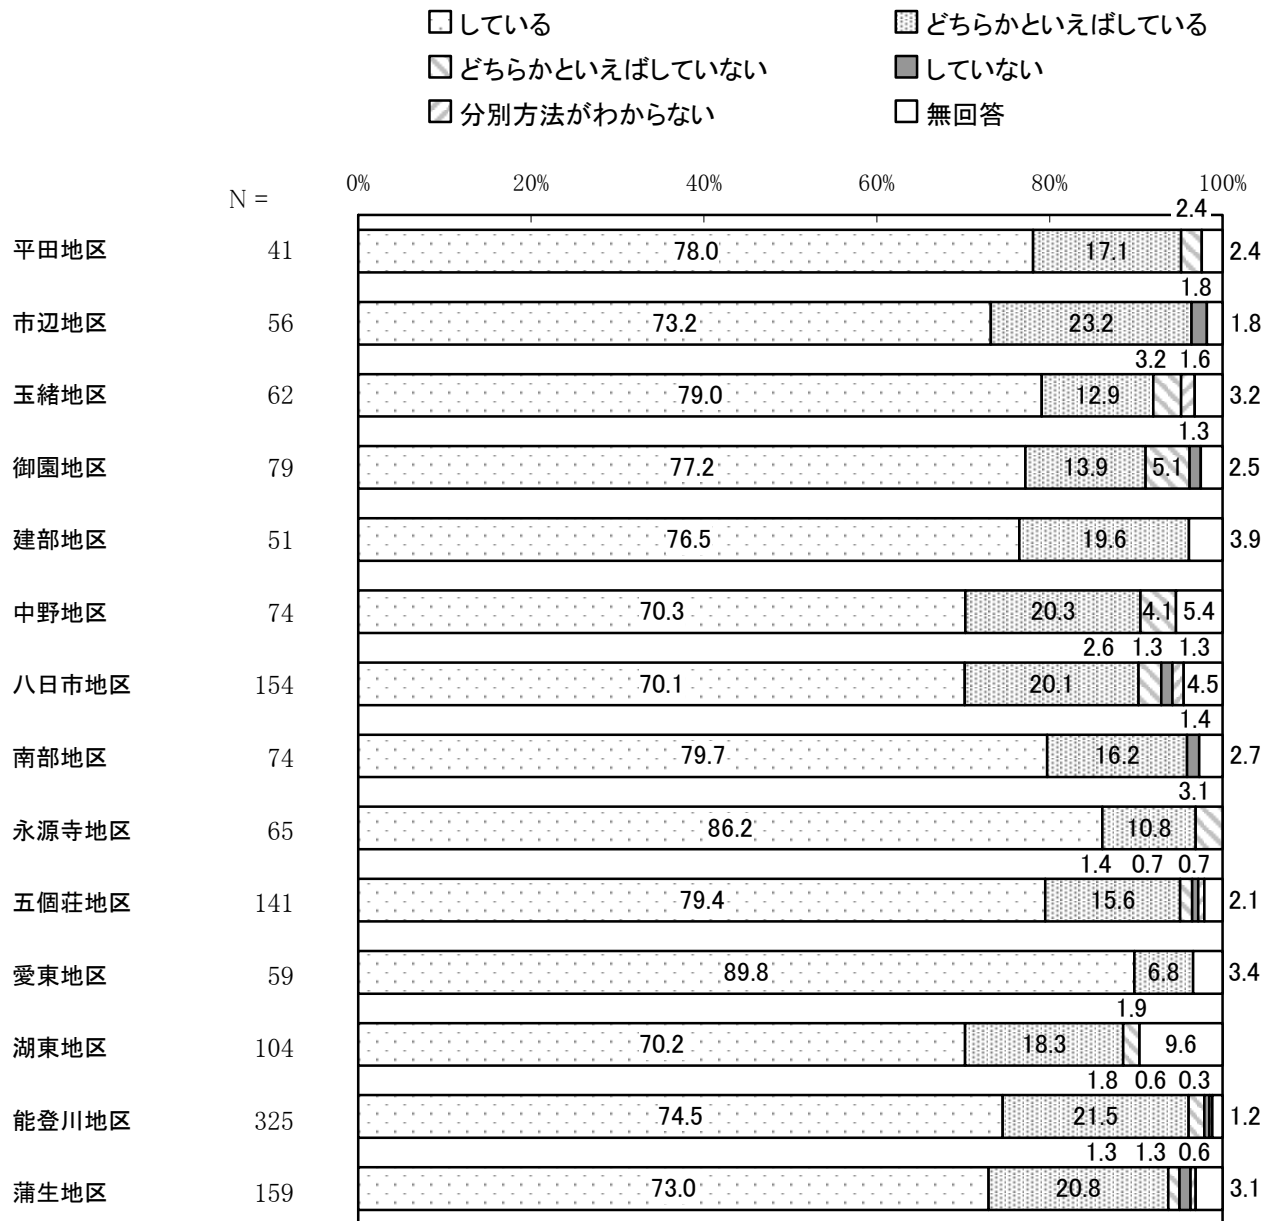 している どちらかといえばしている
どちらかといえばしていない していない
分別方法がわからない 無回答
N = 0% 20% 40% 60% 80% 100%
2.4
平田地区 41 78.0 17.1 2.4
1.8
市辺地区 56 73.2 23.2 1.8
3.2 1.6
玉緒地区 62 79.0 12.9 3.2
1.3
御園地区 79 77.2 13.9 5.1 2.5
建部地区 51 76.5 19.6 3.9
中野地区 74 70.3 20.3 4.1 5.4
2.6 1.3 1.3
八日市地区 154 70.1 20.1 4.5
1.4
南部地区 74 79.7 16.2 2.7
3.1
永源寺地区 65 86.2 10.8
1.4 0.7 0.7
五個荘地区 141 79.4 15.6 2.1
愛東地区 59 89.8 6.8 3.4
1.9
湖東地区 104 70.2 18.3 9.6
1.8 0.6 0.3
能登川地区 325 74.5 21.5 1.2
1.3 1.3 0.6
蒲生地区 159 73.0 20.8 3.1